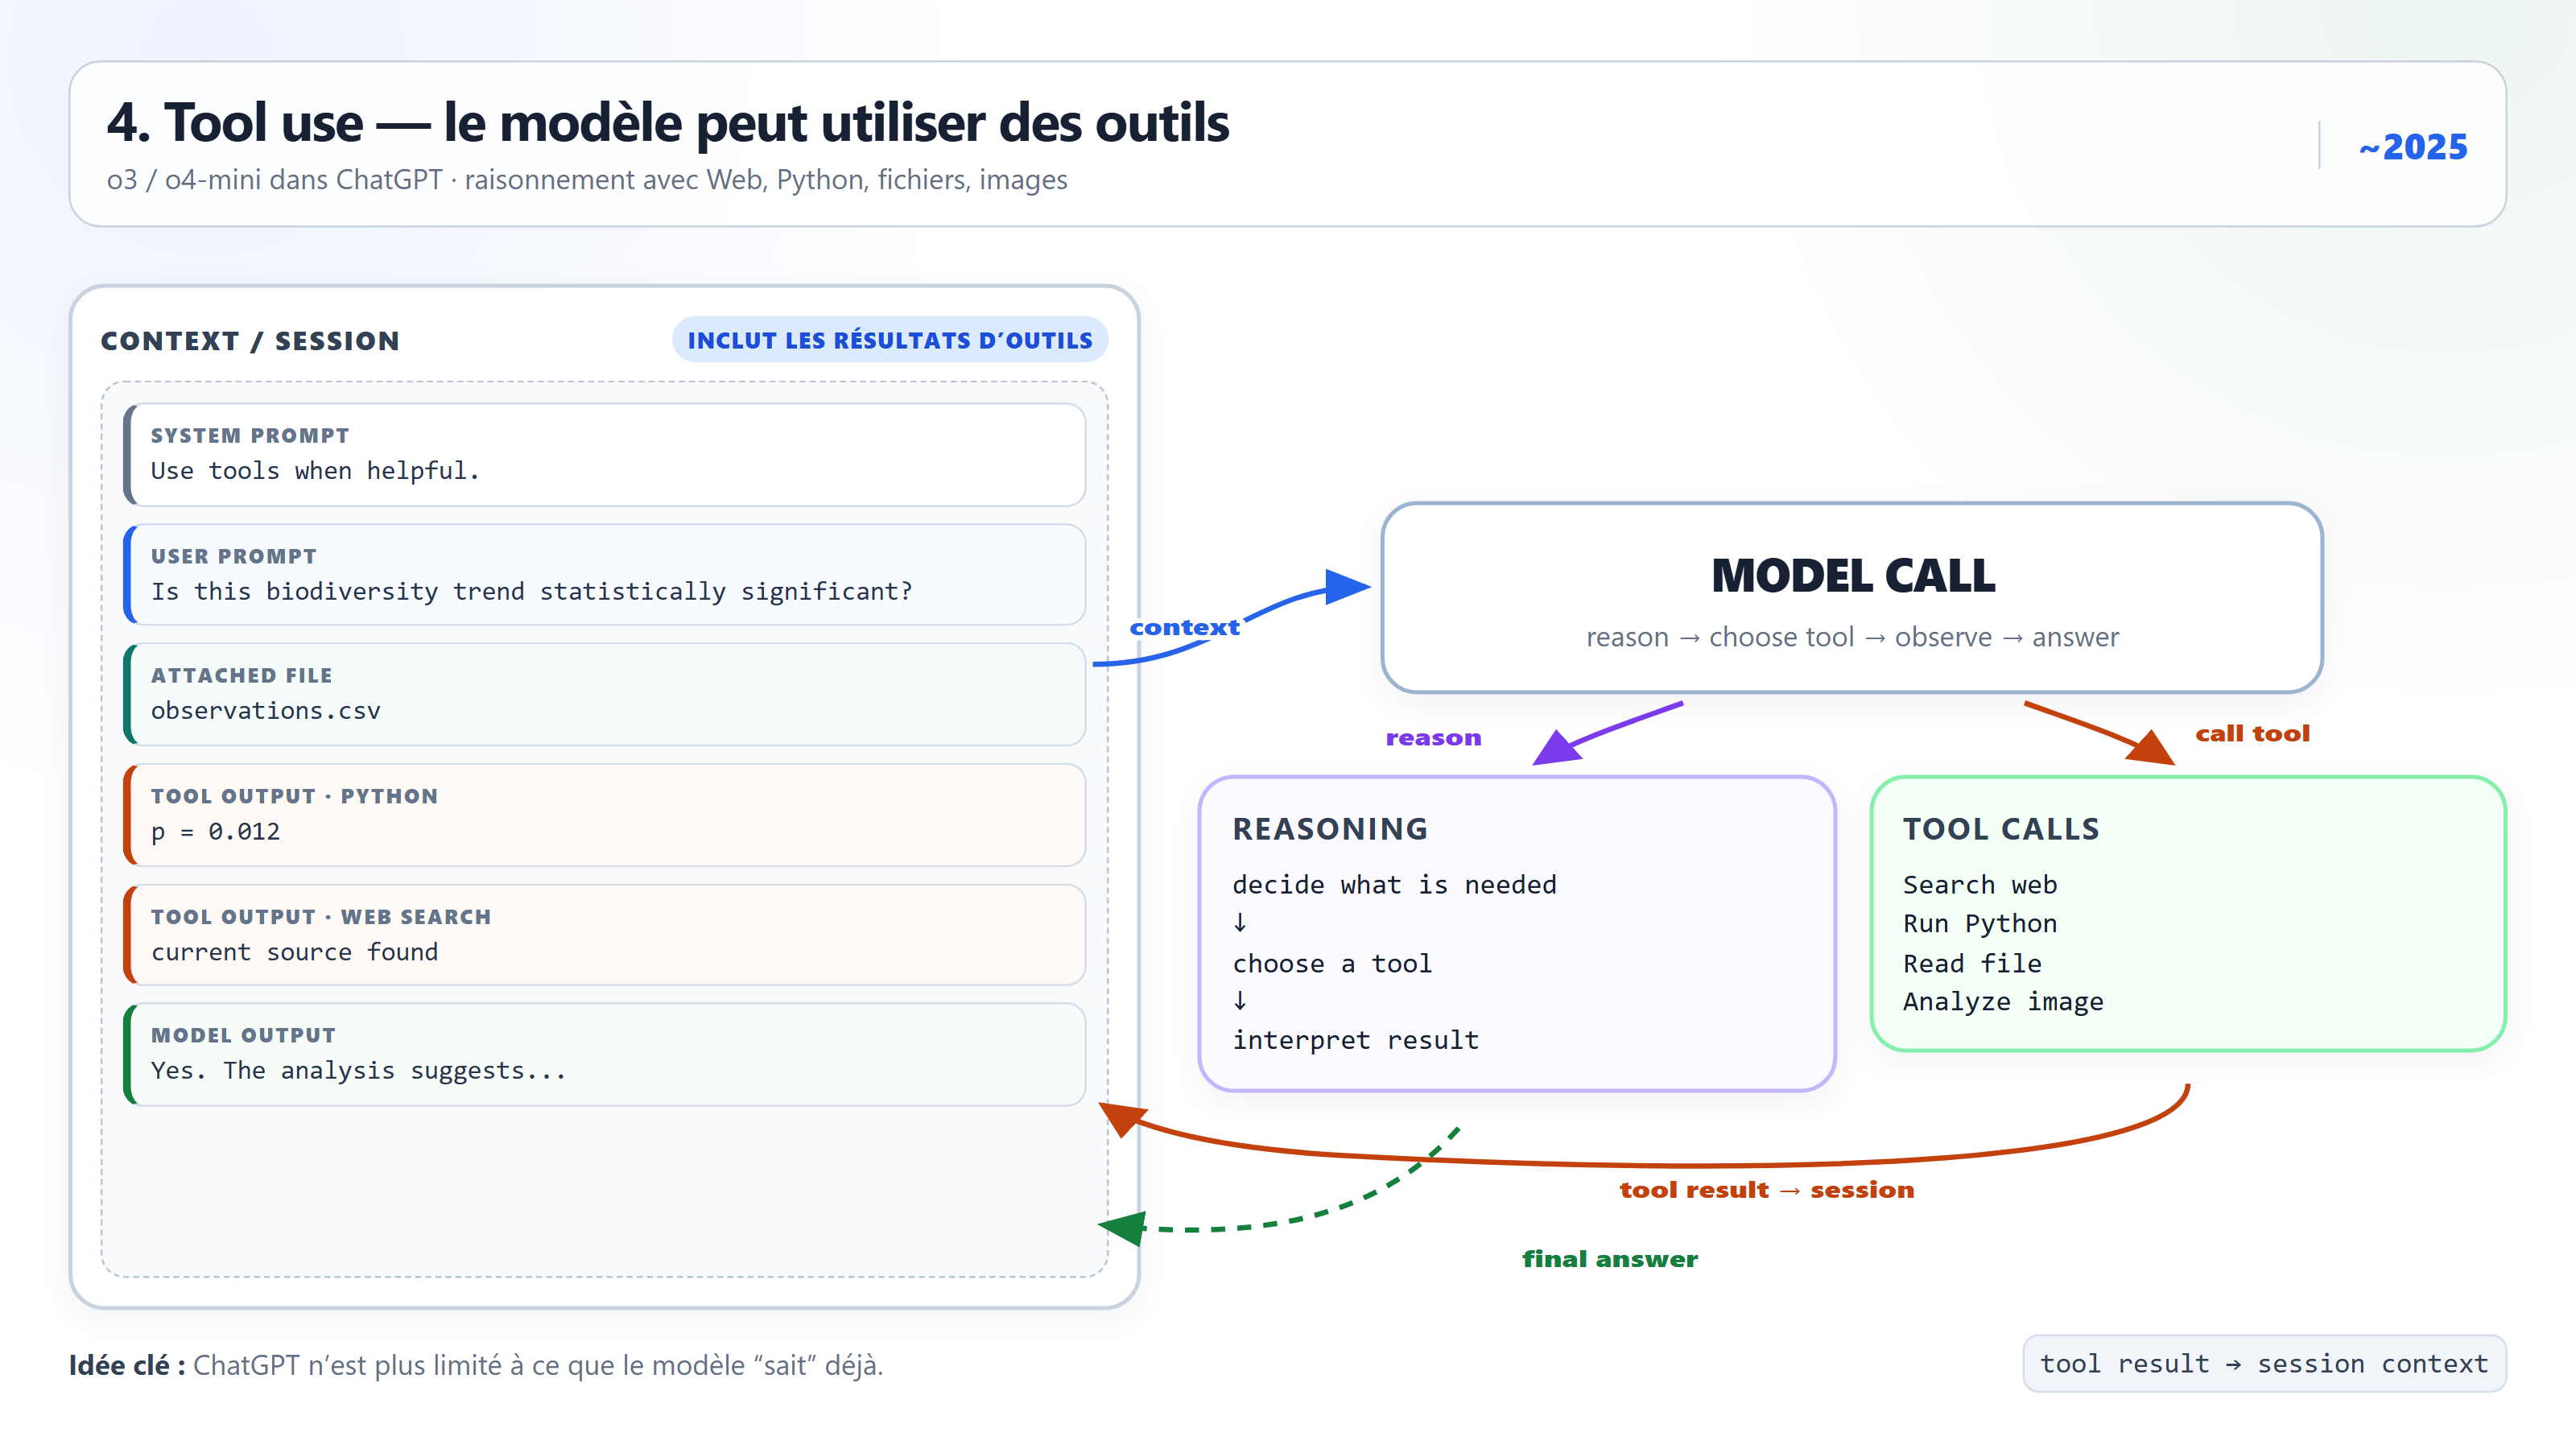 4. Tool use — le modèle peut utiliser des outils
o3 / o4-mini dans ChatGPT · raisonnement avec Web, Python, fichiers, images
~2025
CONTEXT / SESSION
INCLUT LES RÉSULTATS D’OUTILS
SYSTEM PROMPT
Use tools when helpful.
USER PROMPT
Is this biodiversity trend statistically significant?
ATTACHED FILE
observations.csv
TOOL OUTPUT · PYTHON
p = 0.012
TOOL OUTPUT · WEB SEARCH
current source found
MODEL OUTPUT
Yes. The analysis suggests...
context
MODEL CALL
reason → choose tool → observe → answer
reason
call tool
REASONING
decide what is needed
↓
choose a tool
↓
interpret result
TOOL CALLS
Search web
Run Python
Read file
Analyze image
tool result → session
final answer
Idée clé : ChatGPT n’est plus limité à ce que le modèle “sait” déjà.
tool result → session context